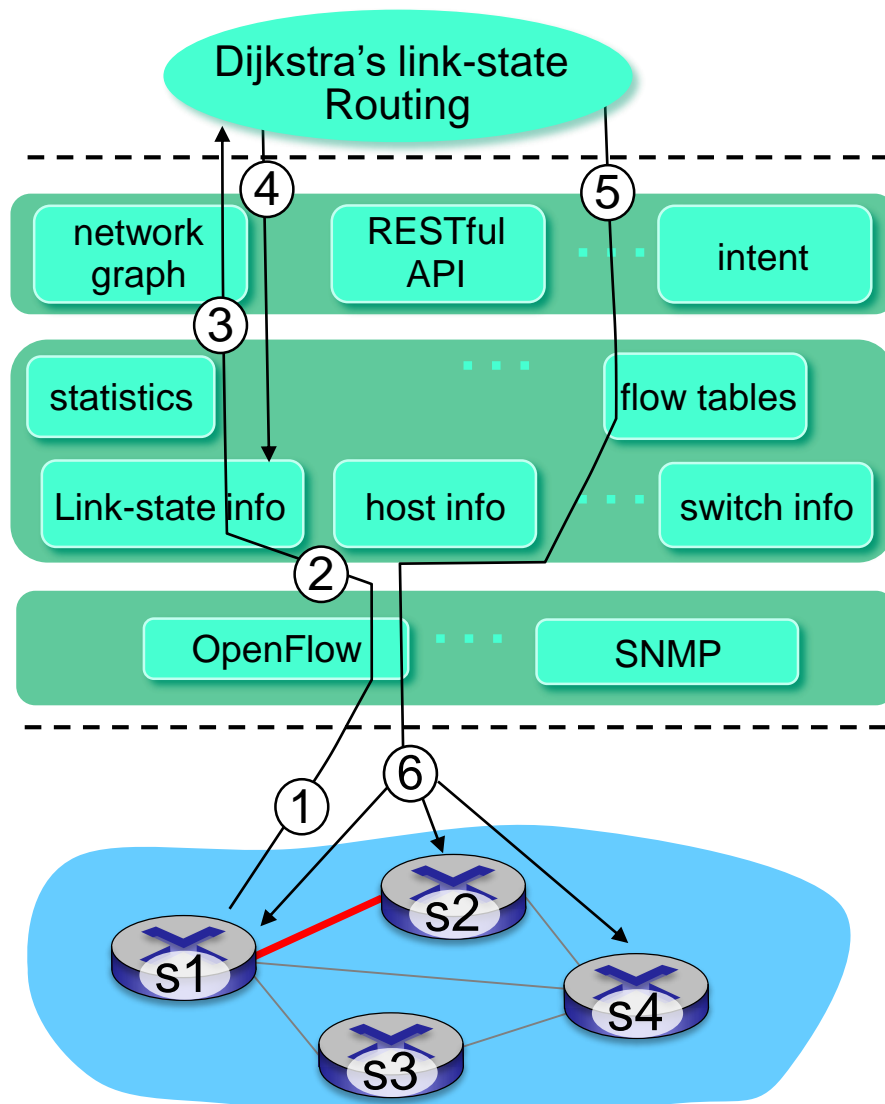 Dijkstra’s link-state
Routing
4
5
network
graph
RESTful
API
intent
3
statistics
flow tables
Link-state info
host info
switch info
2
OpenFlow
SNMP
1
6
s2
s1
s4
s3